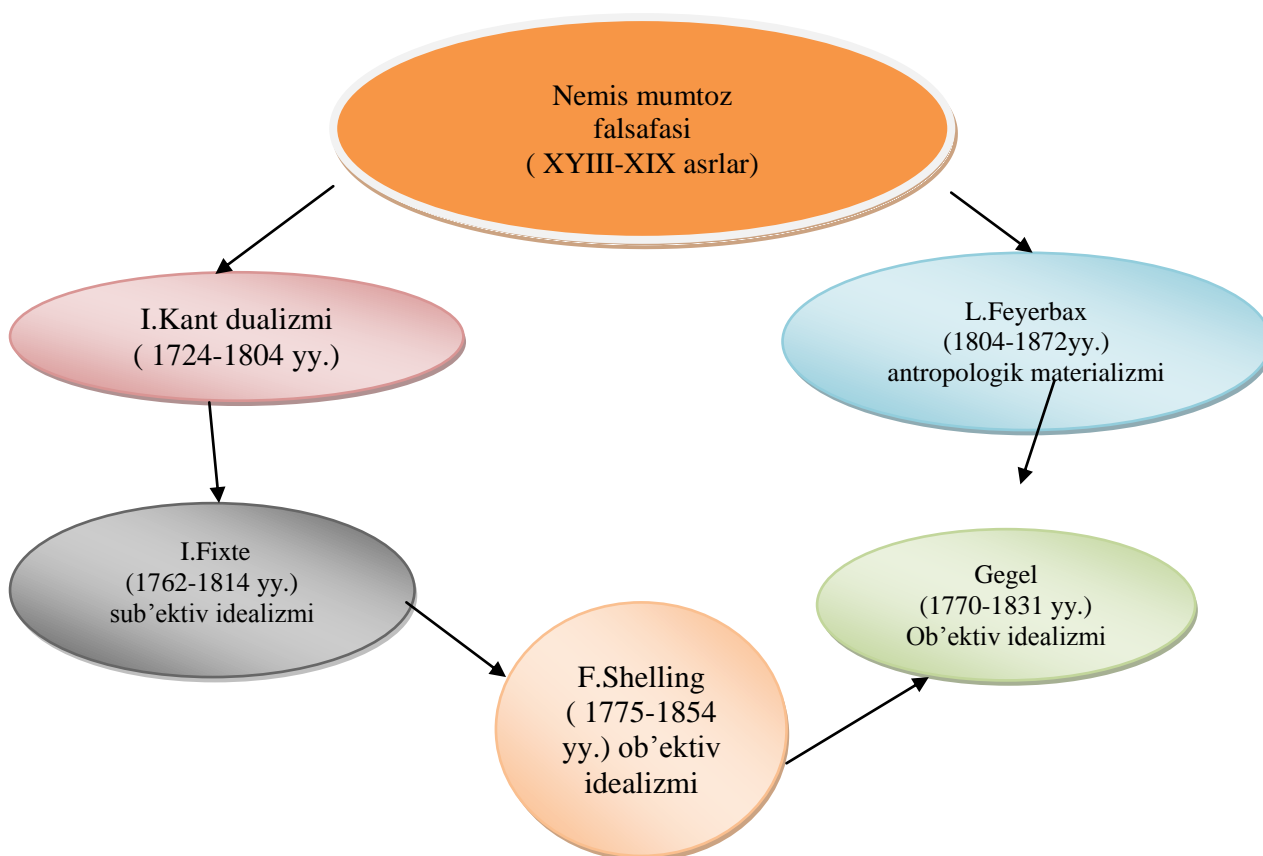 Nemis mumtoz
falsafasi
( XYIII-XIX asrlar)
I.Kant dualizmi
( 1724-1804 yy.)
L.Feyerbax
(1804-1872yy.)
antropologik materializmi
I.Fixte
(1762-1814 yy.)
sub’ektiv idealizmi
F.Shelling
( 1775-1854
yy.) ob’ektiv
idealizmi
Gegel
(1770-1831 yy.)
Ob’ektiv idealizmi